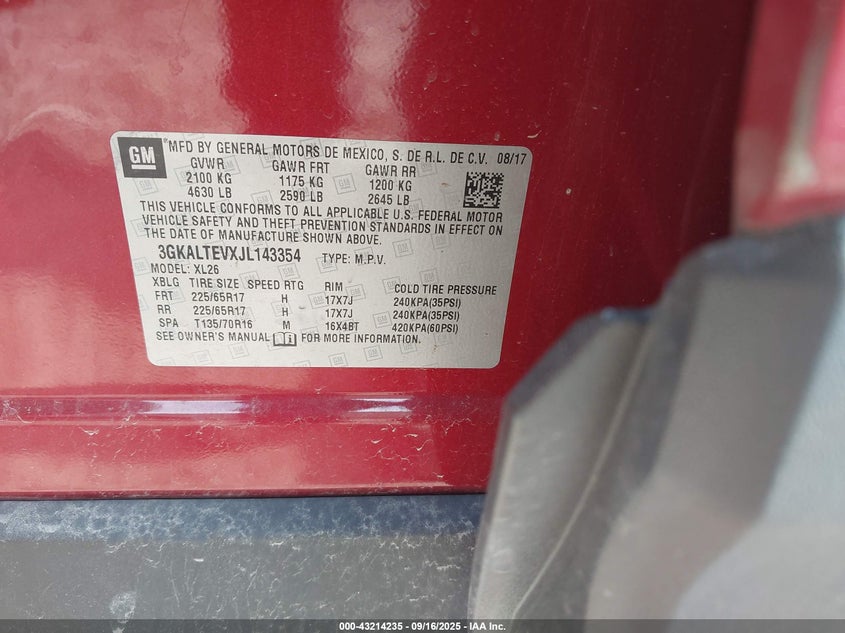 GM
®MFD BY GENERAL MOTORS DE MEXICO, S. DE R.L. DE C.V. 08/17
GVWR GAWR FRT GAWR RR
2100 KG 1175 KG 1200 KG
4630 LB 2590 LB 2645 LB
THIS VEHICLE CONFORMS TO ALL APPLICABLE U.S. FEDERAL MOTOR
VEHICLE SAFETY AND THEFT PREVENTION STANDARDS IN EFFECT ON
THE DATE OF MANUFACTURE SHOWN ABOVE.
3GKALTEVXJL143354 TYPE: M.P.V.
MODEL: XL26
XBLG TIRE SIZE SPEED RTG RIM COLD TIRE PRESSURE
FRT 225/65R17 H 17X7J 240KPA(35PSI)
RR 225/65R17 H 17X7J 240KPA(35PSI)
SPA T135/70R16 M 16X4BT 420KPA(60PSI)
SEE OWNER'S MANUAL FOR MORE INFORMATION.
000-43214235 - 09/16/2025 - IAA Inc.